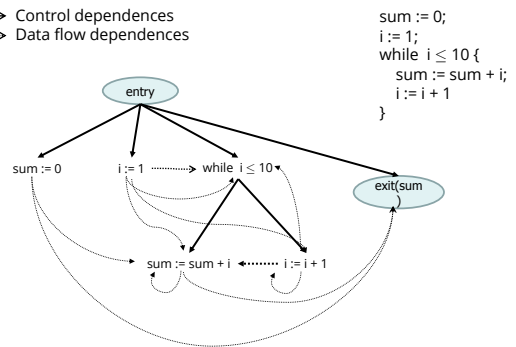 Control dependences
Data flow dependences
sum := 0;
i := 1;
while i ≤ 10 {
sum := sum + i;
i := i + 1
}
entry
sum := 0
i := 1
while i ≤ 10
exit(sum
)
sum := sum + i
i := i + 1